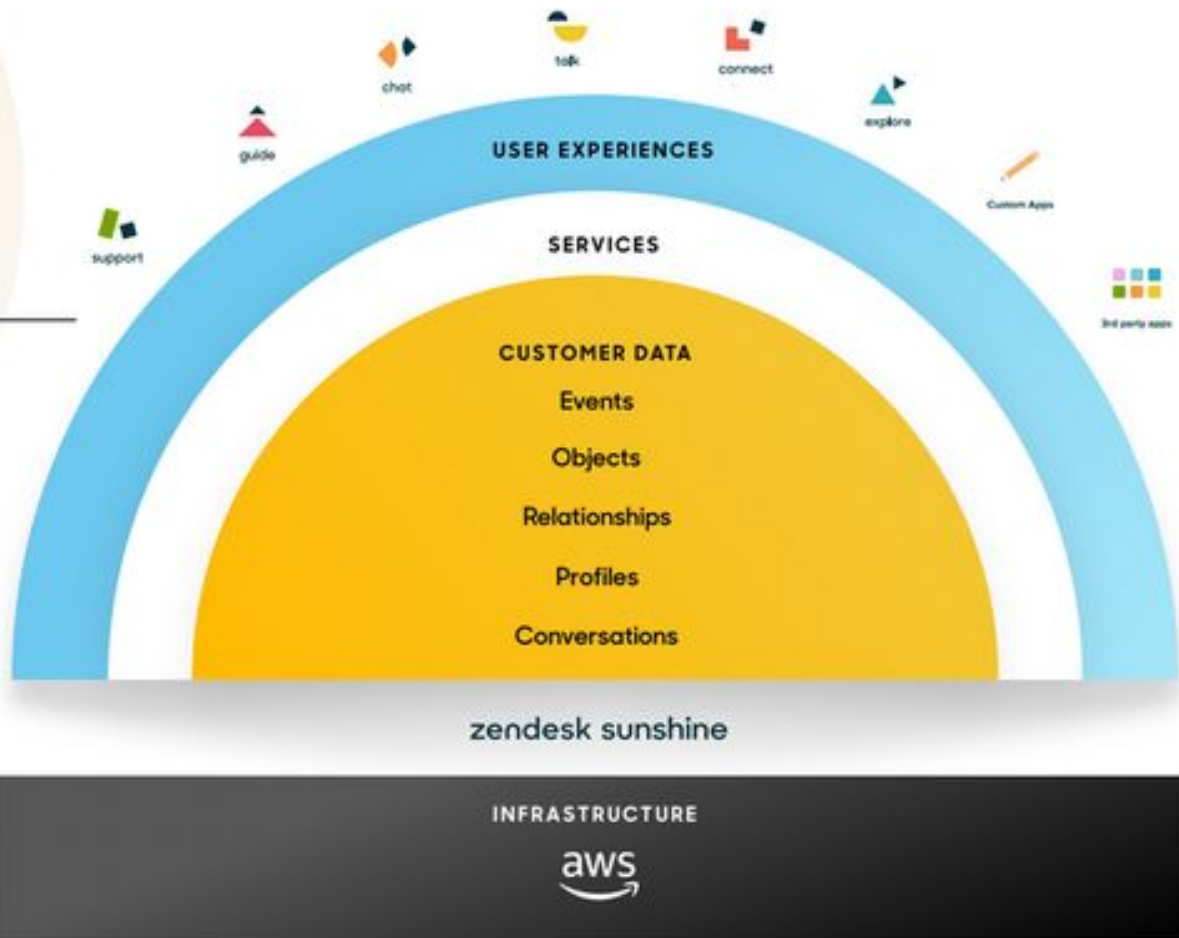 talk
chat
connect
guide
explore
support
Custom Apps
3rd party apps
USER EXPERIENCES
SERVICES
CUSTOMER DATA
Events
Objects
Relationships
Profiles
Conversations
zendesk sunshine
INFRASTRUCTURE
aws